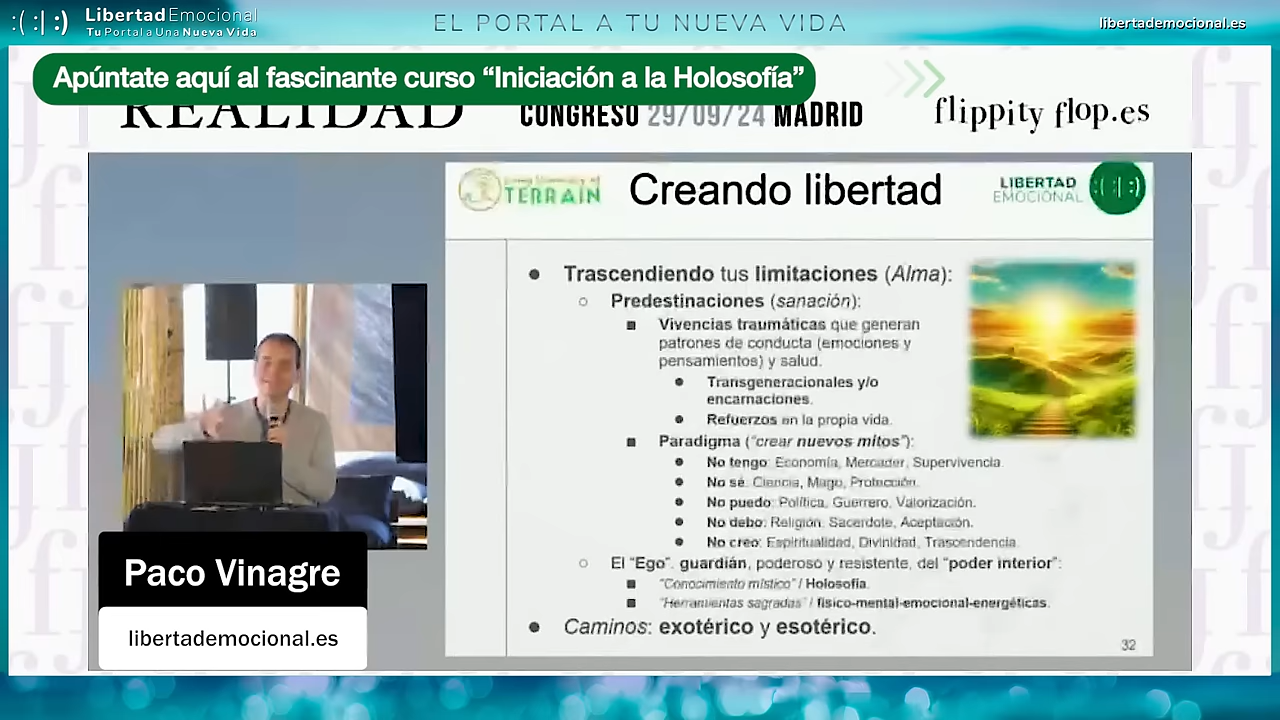 :(:|:)
Libertad Emocional
Tu Portal a Una Nueva Vida
EL PORTAL A TU NUEVA VIDA
libertademocional.es
Apúntate aquí al fascinante curso “Iniciación a la Holosofía”
REALIDAD
CONGRESO 29/09/24 MADRID
flippity flop.es
TERRAIN
Creando libertad
LIBERTAD
EMOCIONAL
:(:|:)
● Trascendiendo tus limitaciones (Alma):
○ Predestinaciones (sanación):
■ Vivencias traumáticas que generan
patrones de conducta (emociones y
pensamientos) y salud.
● Transgeneracionales y/o
encarnaciones.
● Refuerzos en la propia vida.
■ Paradigma (“crear nuevos mitos”):
● No tengo: Economía, Mercader, Supervivencia.
● No sé: Ciencia, Mago, Protección.
● No puedo: Política, Guerrero, Valorización.
● No debo: Religión, Sacerdote, Aceptación.
● No creo: Espiritualidad, Divinidad, Trascendencia.
○ El “Ego”, guardián, poderoso y resistente, del “poder interior”:
■ “Conocimiento místico” / Holosofía.
■ “Herramientas sagradas” / físico-mental-emocional-energéticas.
● Caminos: exotérico y esotérico.
32
Paco Vinagre
libertademocional.es